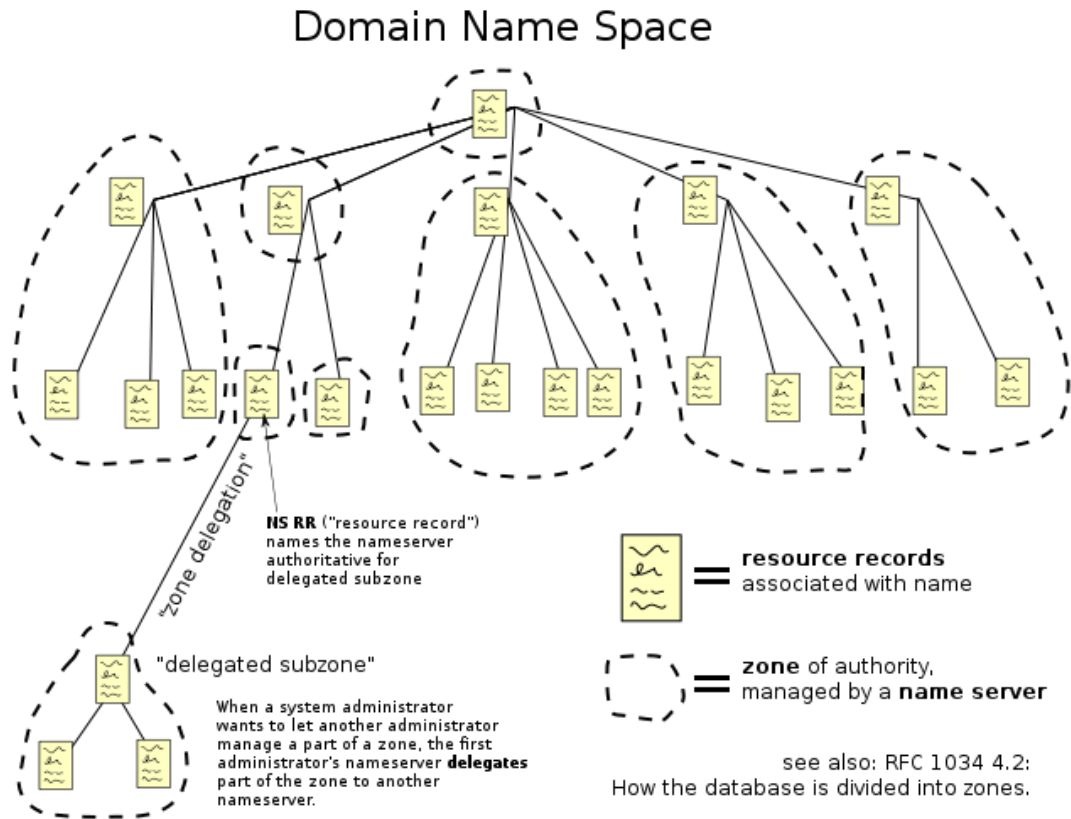 Domain Name Space
"zone delegation"
NS RR ("resource record")
names the nameserver
authoritative for
delegated subzone
resource records
associated with name
"delegated subzone"
zone of authority,
managed by a name server
When a system administrator
wants to let another administrator
manage a part of a zone, the first
administrator's nameserver delegates
part of the zone to another
nameserver.
see also: RFC 1034 4.2:
How the database is divided into zones.